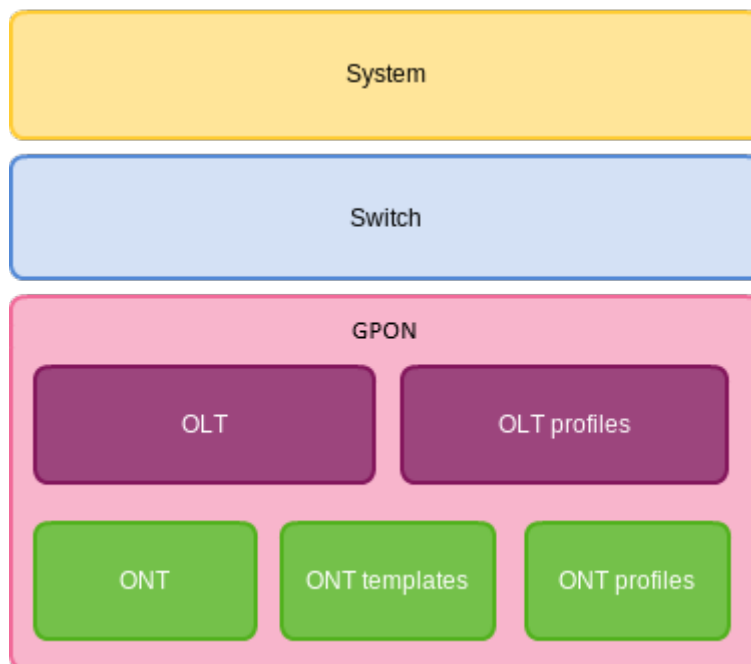 System
Switch
GPON
OLT
OLT profiles
ONT
ONT templates
ONT profiles